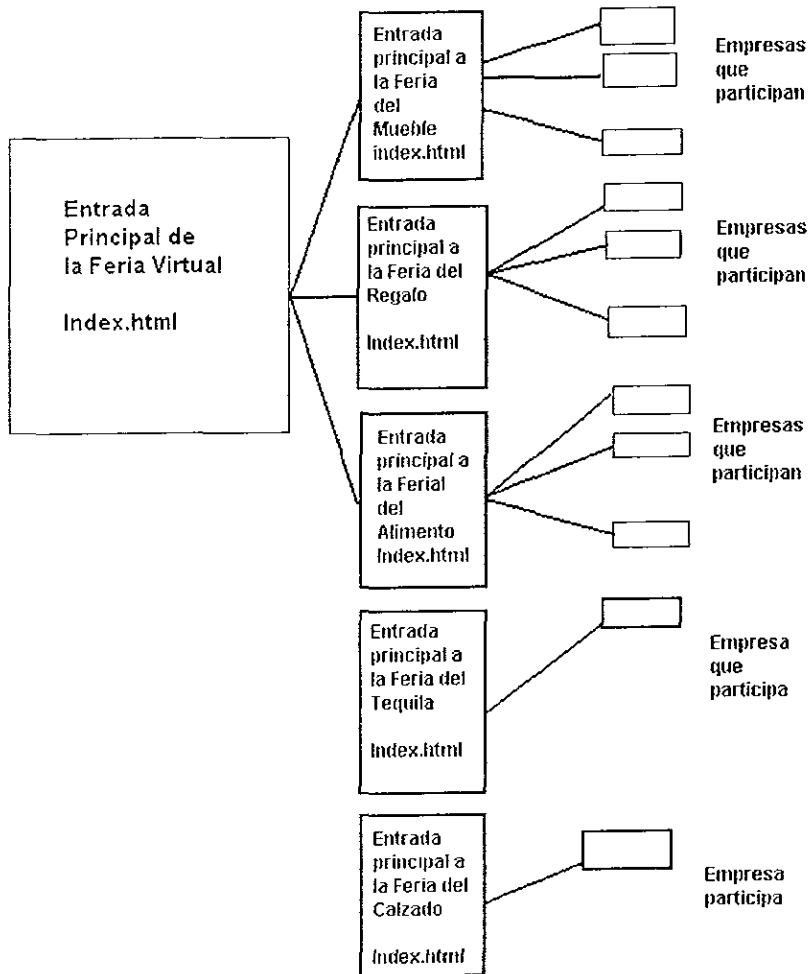 Entrada
Principal de
la Feria Virtual
Index.html
Entrada
principal a
la Feria
del
Mueble
index.html
Empresas
que
participan
Entrada
principal a
la Feria del
Regalo
Index.html
Empresas
que
participan
Entrada
principal a
la Ferial
del
Alimento
Index.html
Empresas
que
participan
Entrada
principal a
la Feria del
Tequila
Index.html
Empresa
que
participa
Entrada
principal a
la Feria del
Calzado
Index.html
Empresa
participa